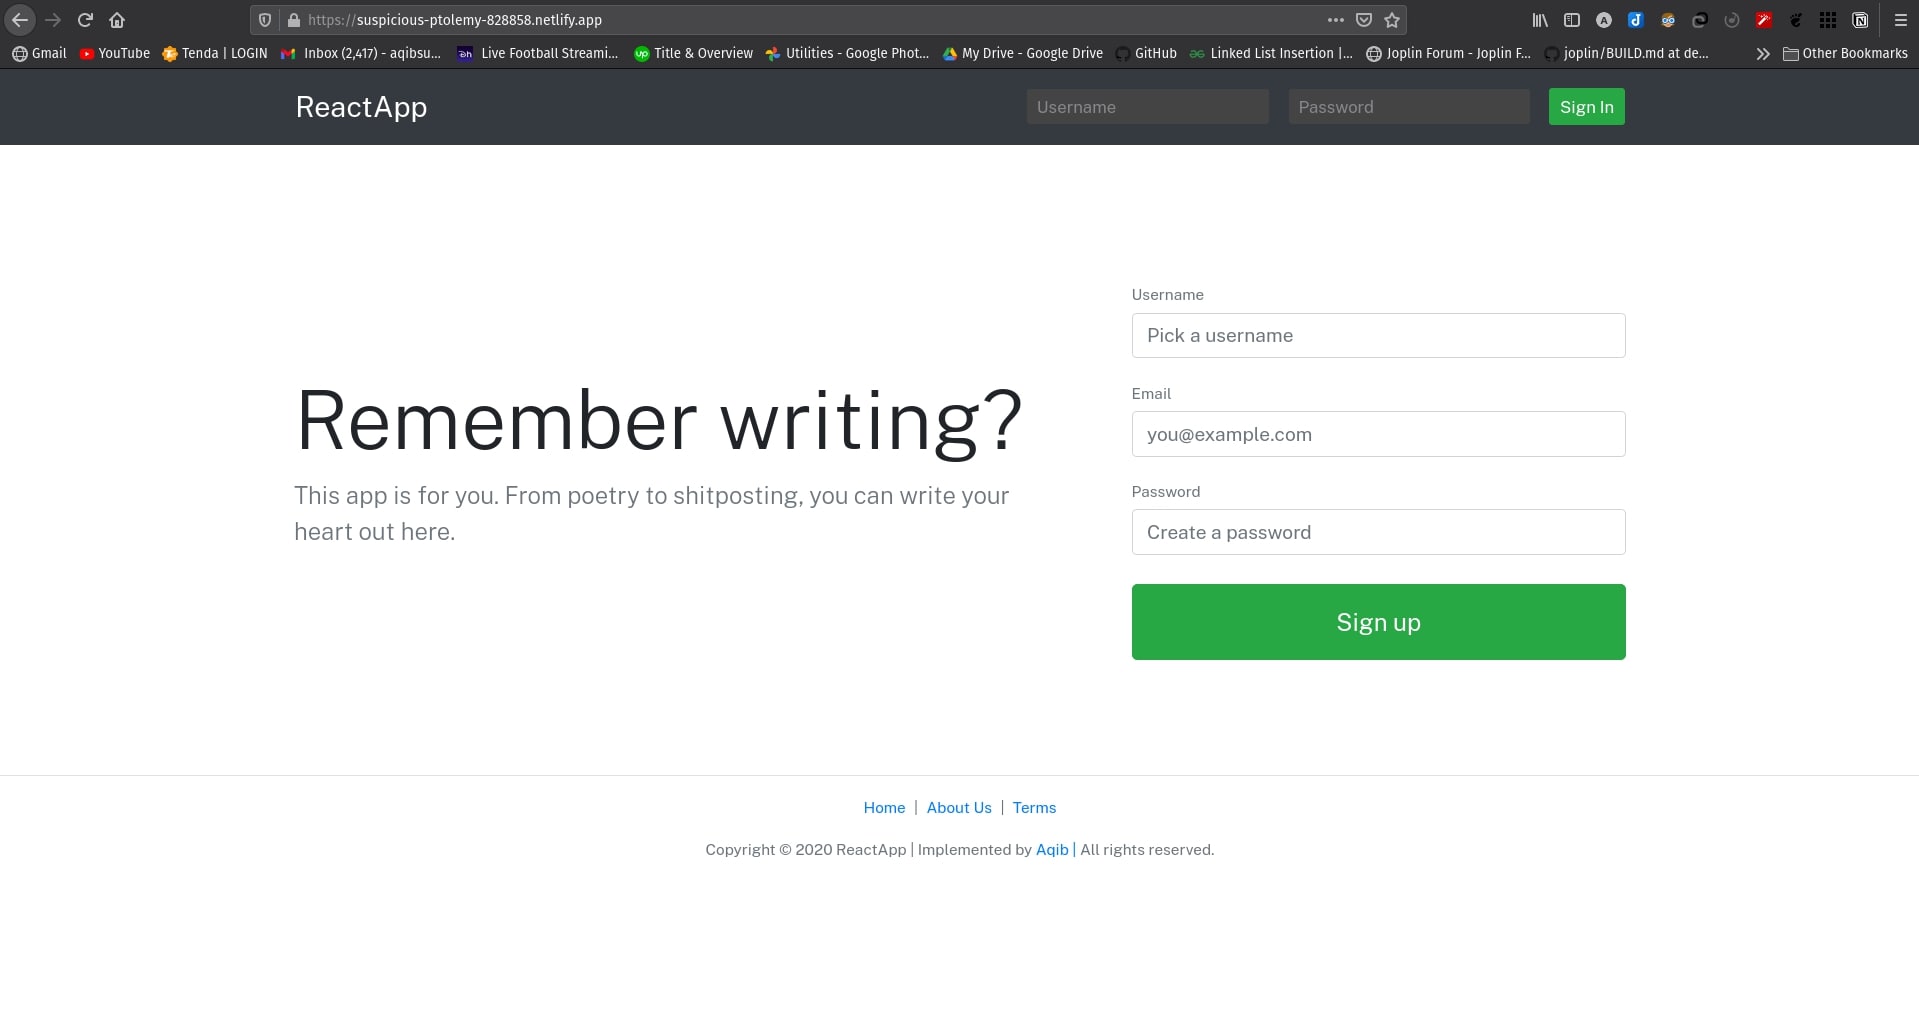 https://suspicious-ptolemy-828858.netlify.app
Gmail YouTube Tenda | LOGIN Inbox (2,417) - aqibsu... Live Football Streami... Title & Overview Utilities - Google Phot... My Drive - Google Drive GitHub Linked List Insertion |... Joplin Forum - Joplin F... joplin/BUILD.md at de... Other Bookmarks
ReactApp Username Password Sign In
Remember writing?
This app is for you. From poetry to shitposting, you can write your
heart out here.
Username
Pick a username
Email
you@example.com
Password
Create a password
Sign up
Home | About Us | Terms
Copyright © 2020 ReactApp | Implemented by Aqib | All rights reserved.